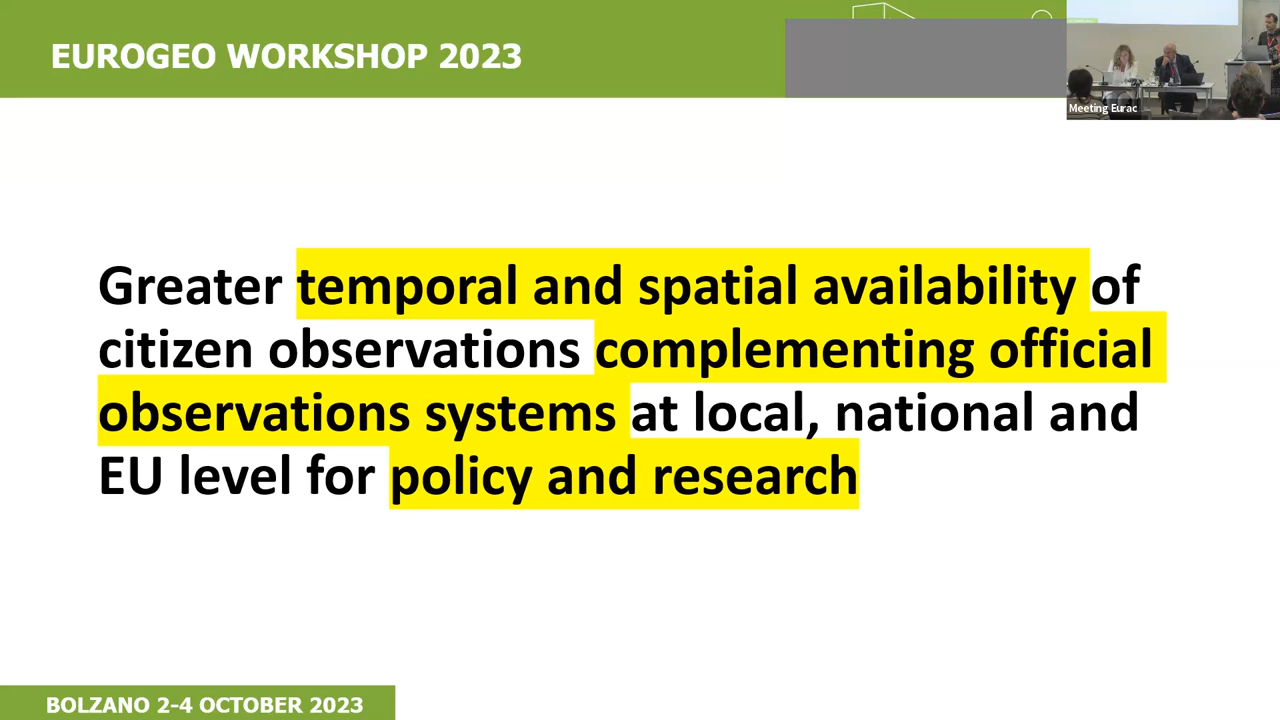 EUROGEO WORKSHOP 2023
Meeting Eurac
Greater temporal and spatial availability of
citizen observations complementing official
observations systems at local, national and
EU level for policy and research
BOLZANO 2-4 OCTOBER 2023